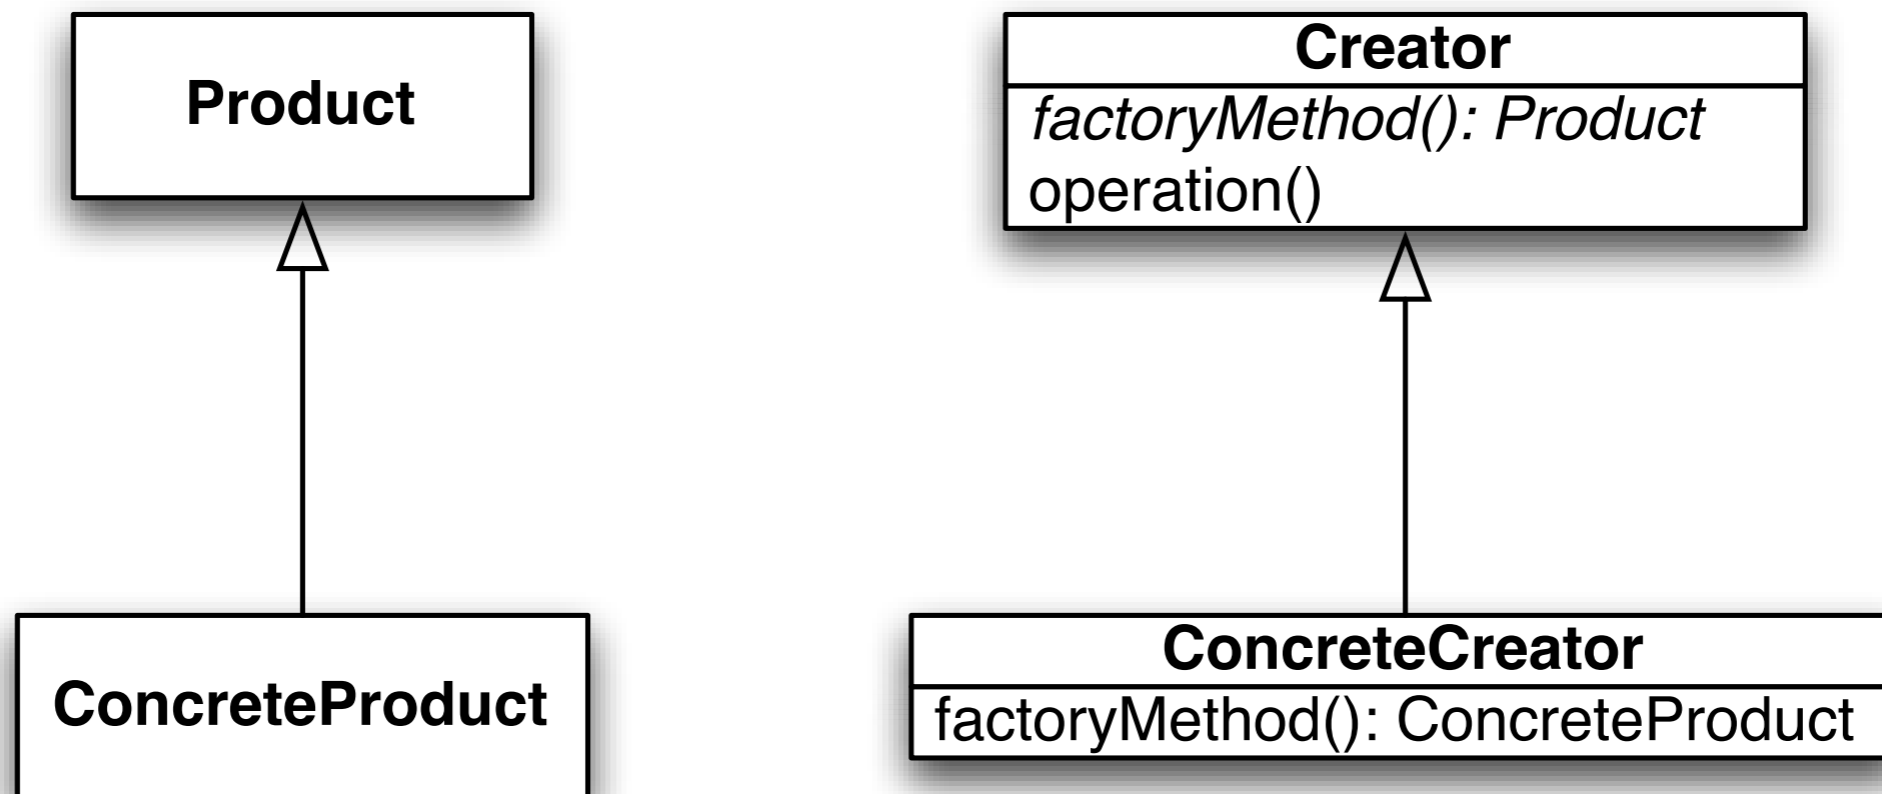 Product
Creator
factoryMethod(): Product
operation()
ConcreteProduct
ConcreteCreator
factoryMethod(): ConcreteProduct